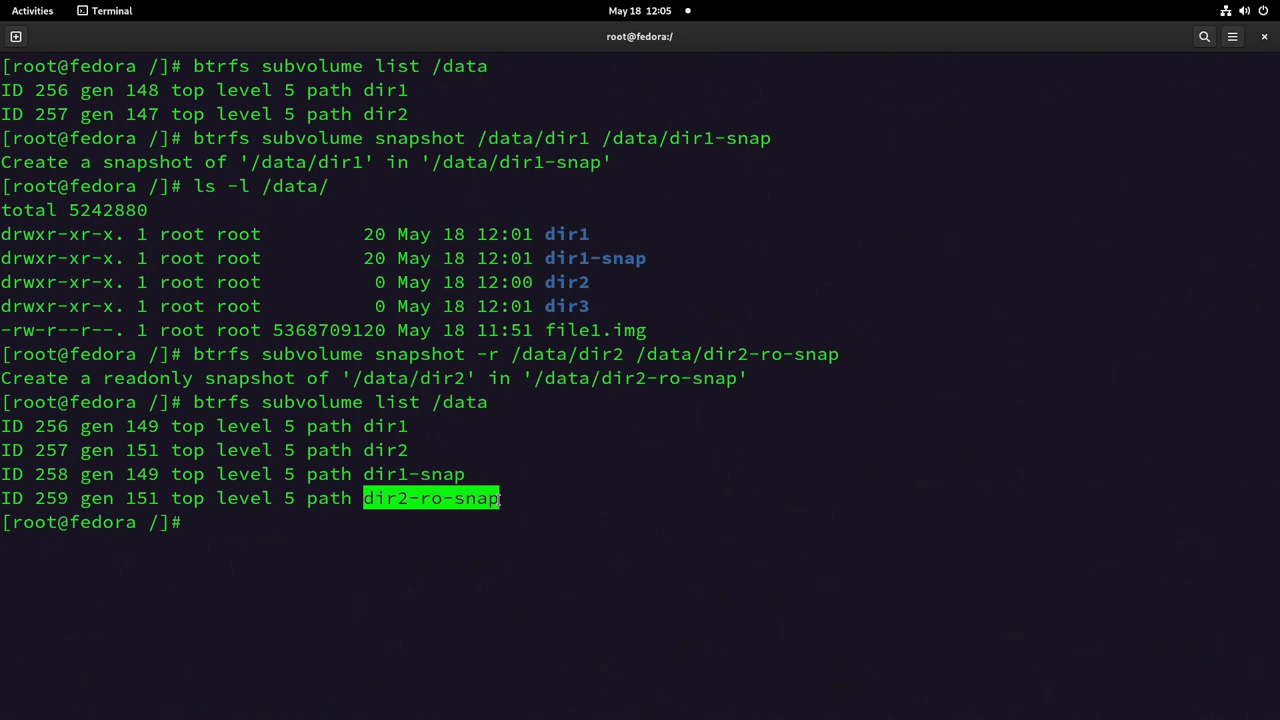 Activities Terminal May 18 12:05
root@fedora:/
[root@fedora /]# btrfs subvolume list /data
ID 256 gen 148 top level 5 path dir1
ID 257 gen 147 top level 5 path dir2
[root@fedora /]# btrfs subvolume snapshot /data/dir1 /data/dir1-snap
Create a snapshot of '/data/dir1' in '/data/dir1-snap'
[root@fedora /]# ls -l /data/
total 5242880
drwxr-xr-x. 1 root root         20 May 18 12:01 dir1
drwxr-xr-x. 1 root root         20 May 18 12:01 dir1-snap
drwxr-xr-x. 1 root root          0 May 18 12:00 dir2
drwxr-xr-x. 1 root root          0 May 18 12:01 dir3
-rw-r--r--. 1 root root 5368709120 May 18 11:51 file1.img
[root@fedora /]# btrfs subvolume snapshot -r /data/dir2 /data/dir2-ro-snap
Create a readonly snapshot of '/data/dir2' in '/data/dir2-ro-snap'
[root@fedora /]# btrfs subvolume list /data
ID 256 gen 149 top level 5 path dir1
ID 257 gen 151 top level 5 path dir2
ID 258 gen 149 top level 5 path dir1-snap
ID 259 gen 151 top level 5 path dir2-ro-snap
[root@fedora /]#